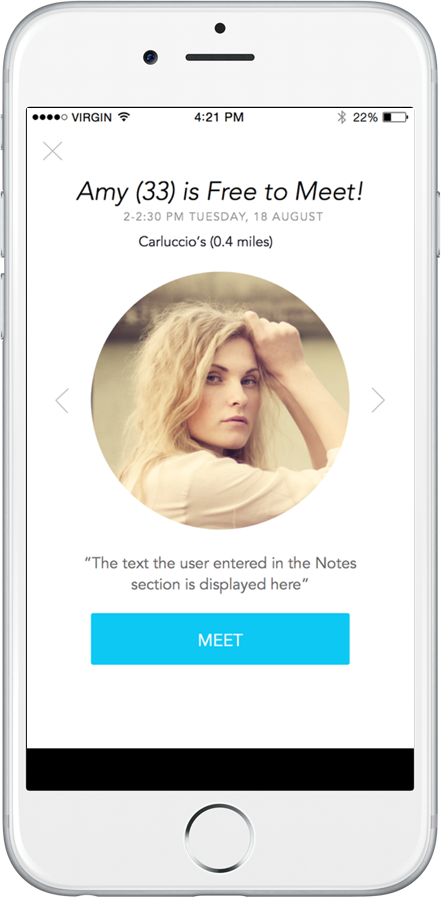 VIRGIN 4:21 PM 22%
Amy (33) is Free to Meet!
2-2:30 PM TUESDAY, 18 AUGUST
Carluccio’s (0.4 miles)
“The text the user entered in the Notes
section is displayed here”
MEET